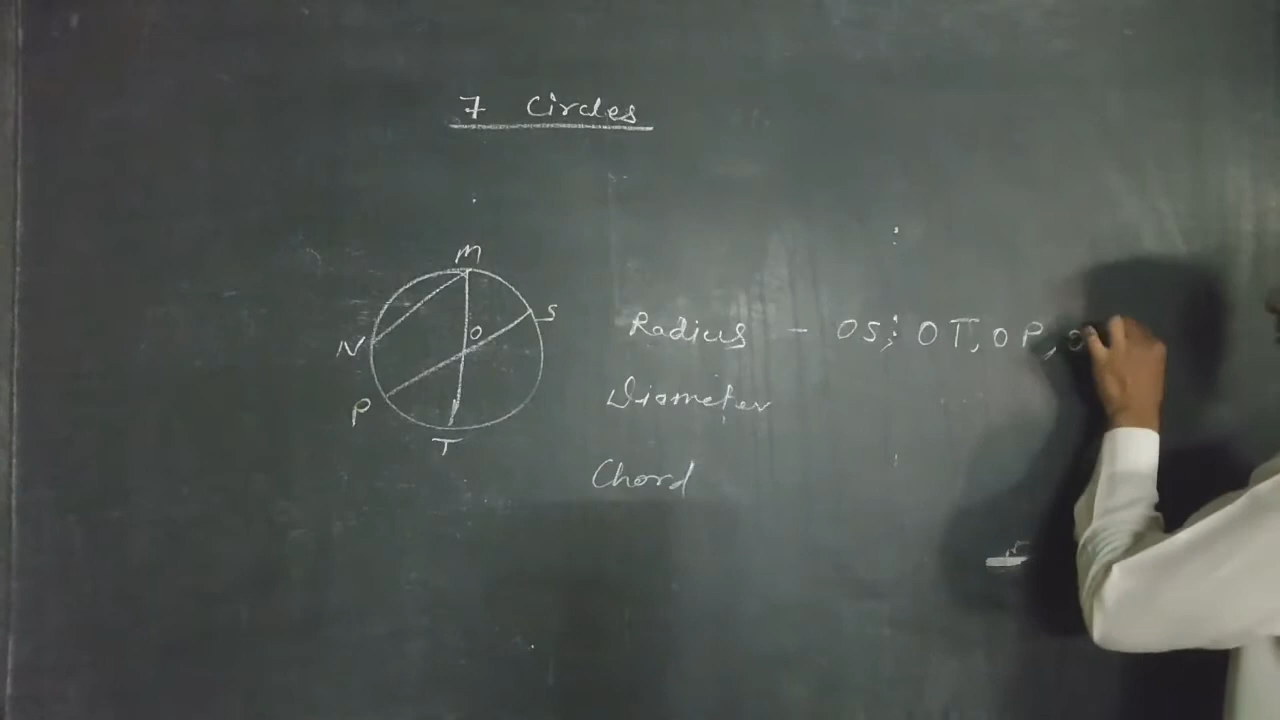 7 Circles
M
S
O
N
P
T
Radius - OS, OT, OP, O
Diameter
Chord